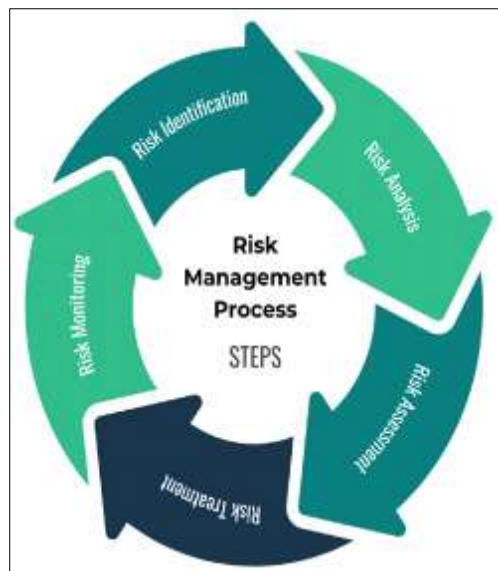 Risk Identification
Risk Analysis
Risk Assessment
Risk Treatment
Risk Monitoring
Risk
Management
Process
STEPS